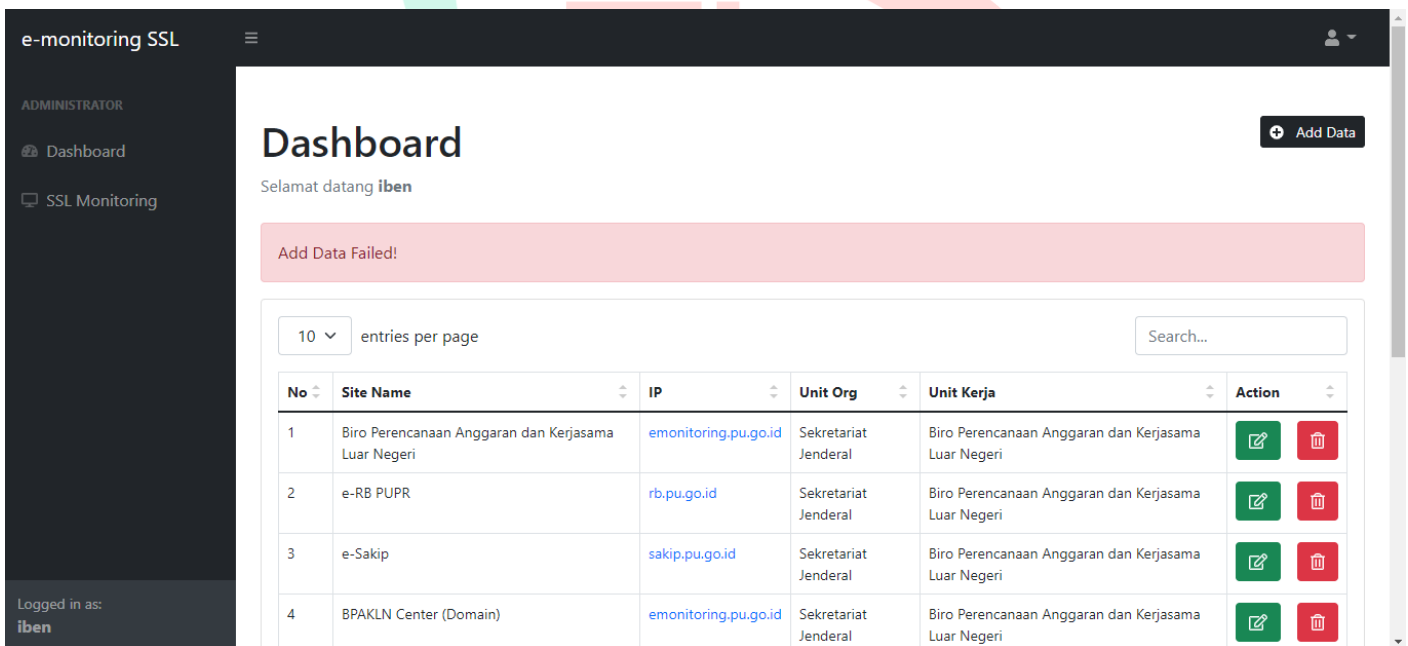 e-monitoring SSL
ADMINISTRATOR
Dashboard
SSL Monitoring
Logged in as:
iben
Dashboard
Add Data
Selamat datang iben
Add Data Failed!
10 entries per page
Search...
No Site Name IP Unit Org Unit Kerja Action
1 Biro Perencanaan Anggaran dan Kerjasama emonitoring.pu.go.id Sekretariat Biro Perencanaan Anggaran dan Kerjasama
Luar Negeri Jenderal Luar Negeri
2 e-RB PUPR rb.pu.go.id Sekretariat Biro Perencanaan Anggaran dan Kerjasama
Jenderal Luar Negeri
3 e-Sakip sakip.pu.go.id Sekretariat Biro Perencanaan Anggaran dan Kerjasama
Jenderal Luar Negeri
4 BPAKLN Center (Domain) emonitoring.pu.go.id Sekretariat Biro Perencanaan Anggaran dan Kerjasama
Jenderal Luar Negeri